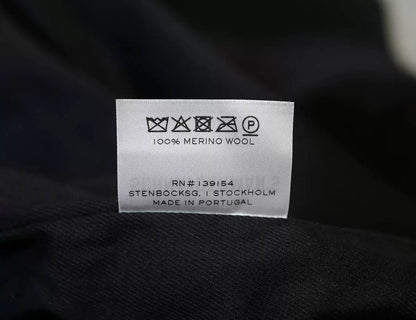 P
100% MERINO WOOL
RN# 139154
STENBOCKSG, 1 STOCKHOLM
MADE IN PORTUGAL